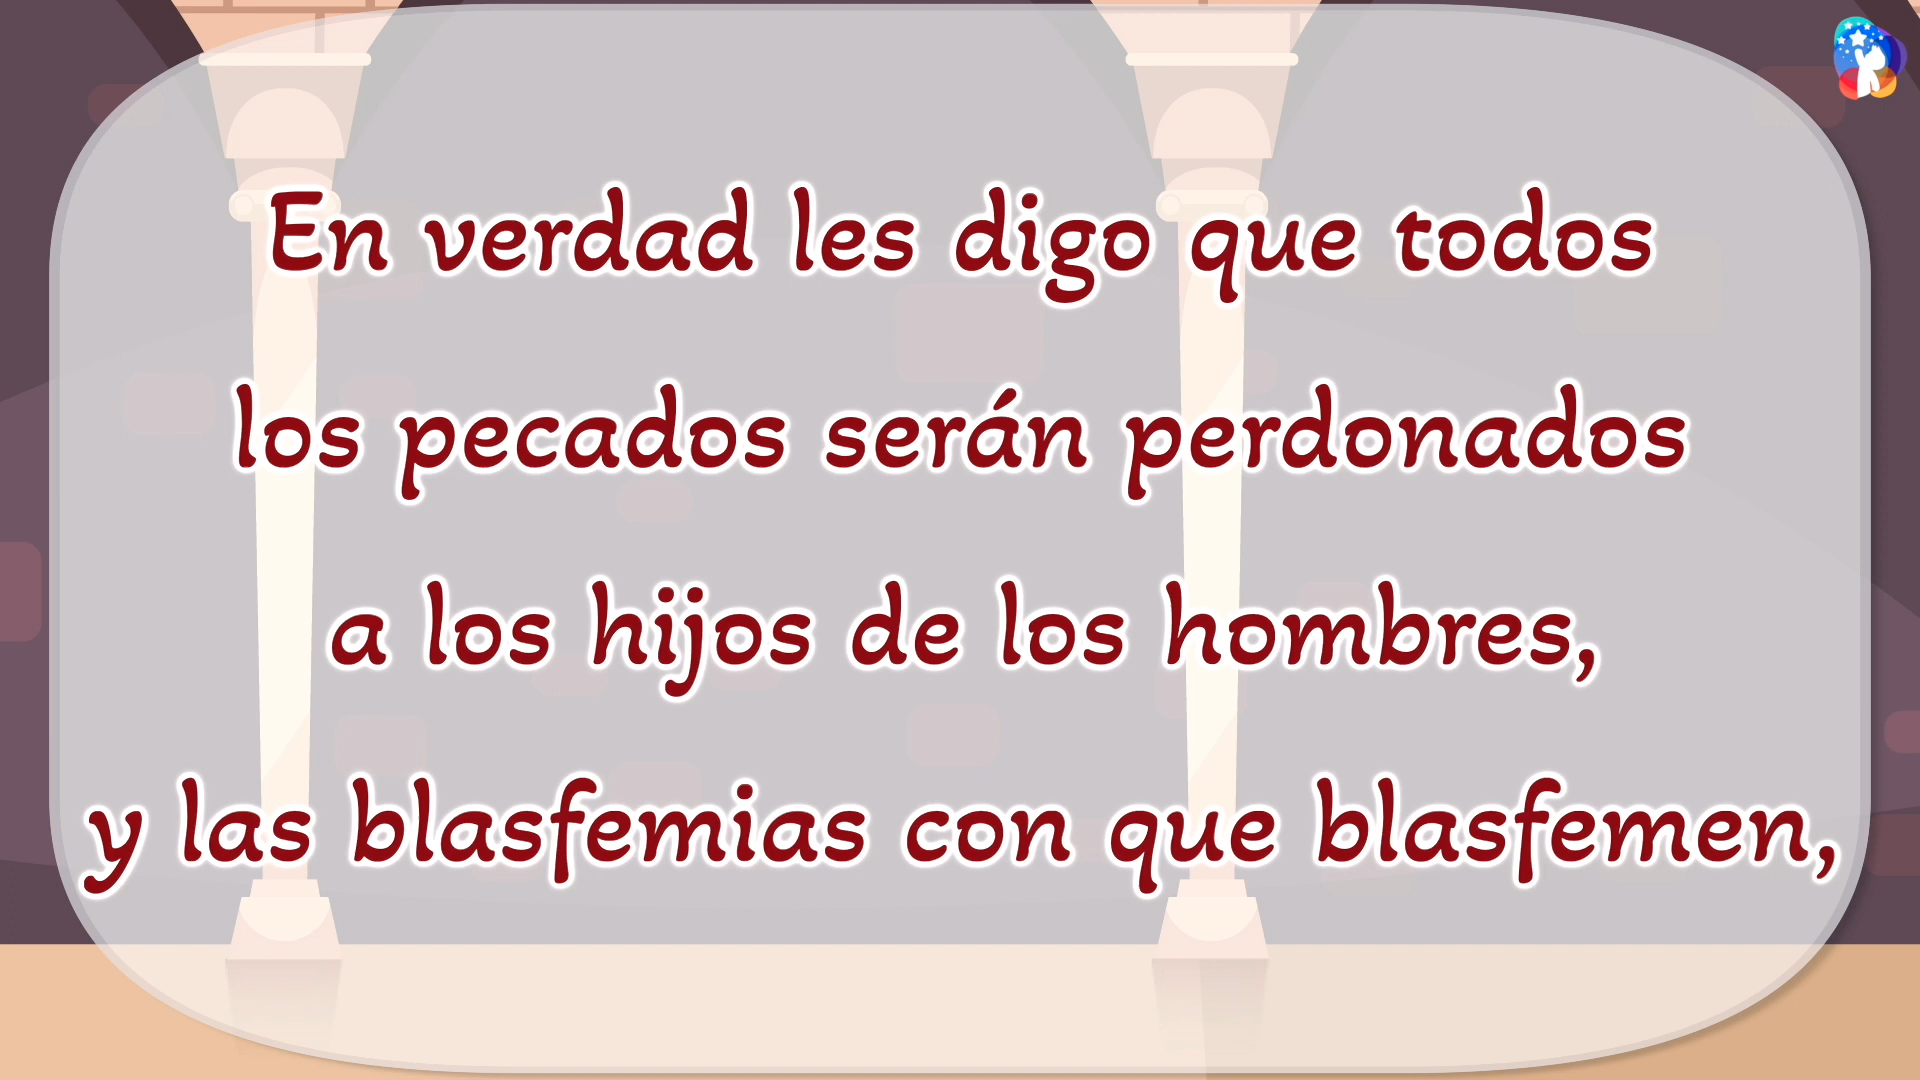 En verdad les digo que todos
los pecados serán perdonados
a los hijos de los hombres,
y las blasfemias con que blasfemen,